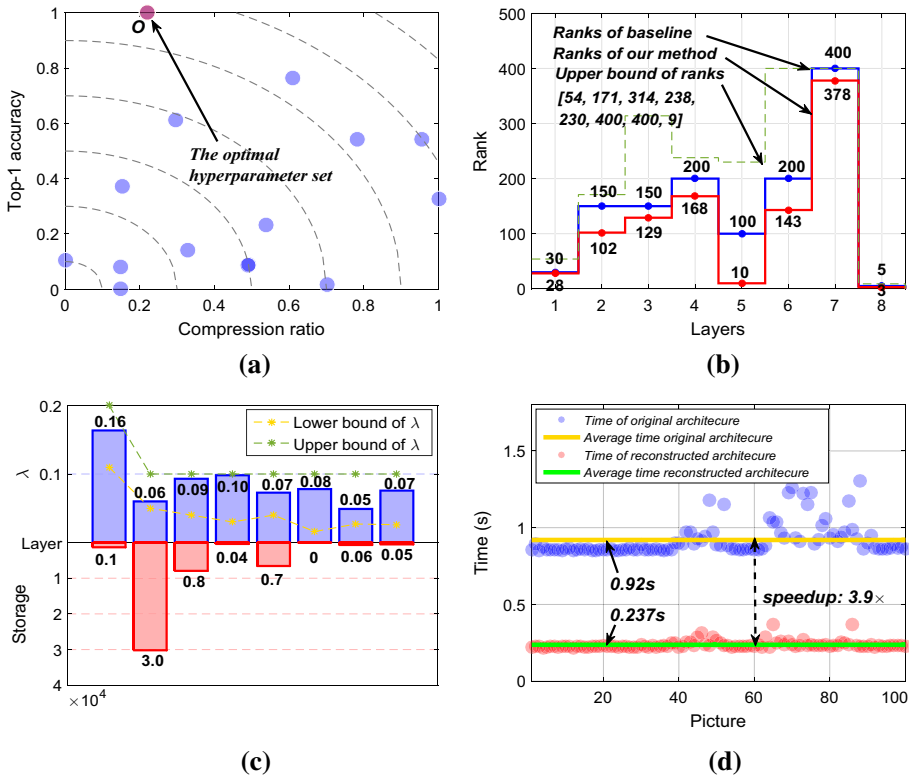 Top-1 accuracy
1
0.8
0.6
0.4
0.2
0
O
The optimal
hyperparameter set
0
0.2
0.4
0.6
0.8
1
Compression ratio
(a)
Rank
500
400
300
200
100
0
Ranks of baseline
Ranks of our method
Upper bound of ranks
[54, 171, 314, 238,
230, 400, 400, 9]
30
28
150
102
150
129
200
168
100
10
200
143
400
378
5
3
1
2
3
4
5
6
7
8
Layers
(b)
0.2
λ
0.1
Layer
Storage
1
2
3
4
×10⁴
Lower bound of λ
Upper bound of λ
0.16
0.06
0.09
0.10
0.07
0.08
0.05
0.07
0.1
3.0
0.8
0.04
0.7
0
0.06
0.05
(c)
Time (s)
1.5
1
0.5
0
Time of original architecure
Average time original architecure
Time of reconstructed architecure
Average time reconstructed architecure
0.92s
0.237s
speedup: 3.9×
20
40
60
80
100
Picture
(d)